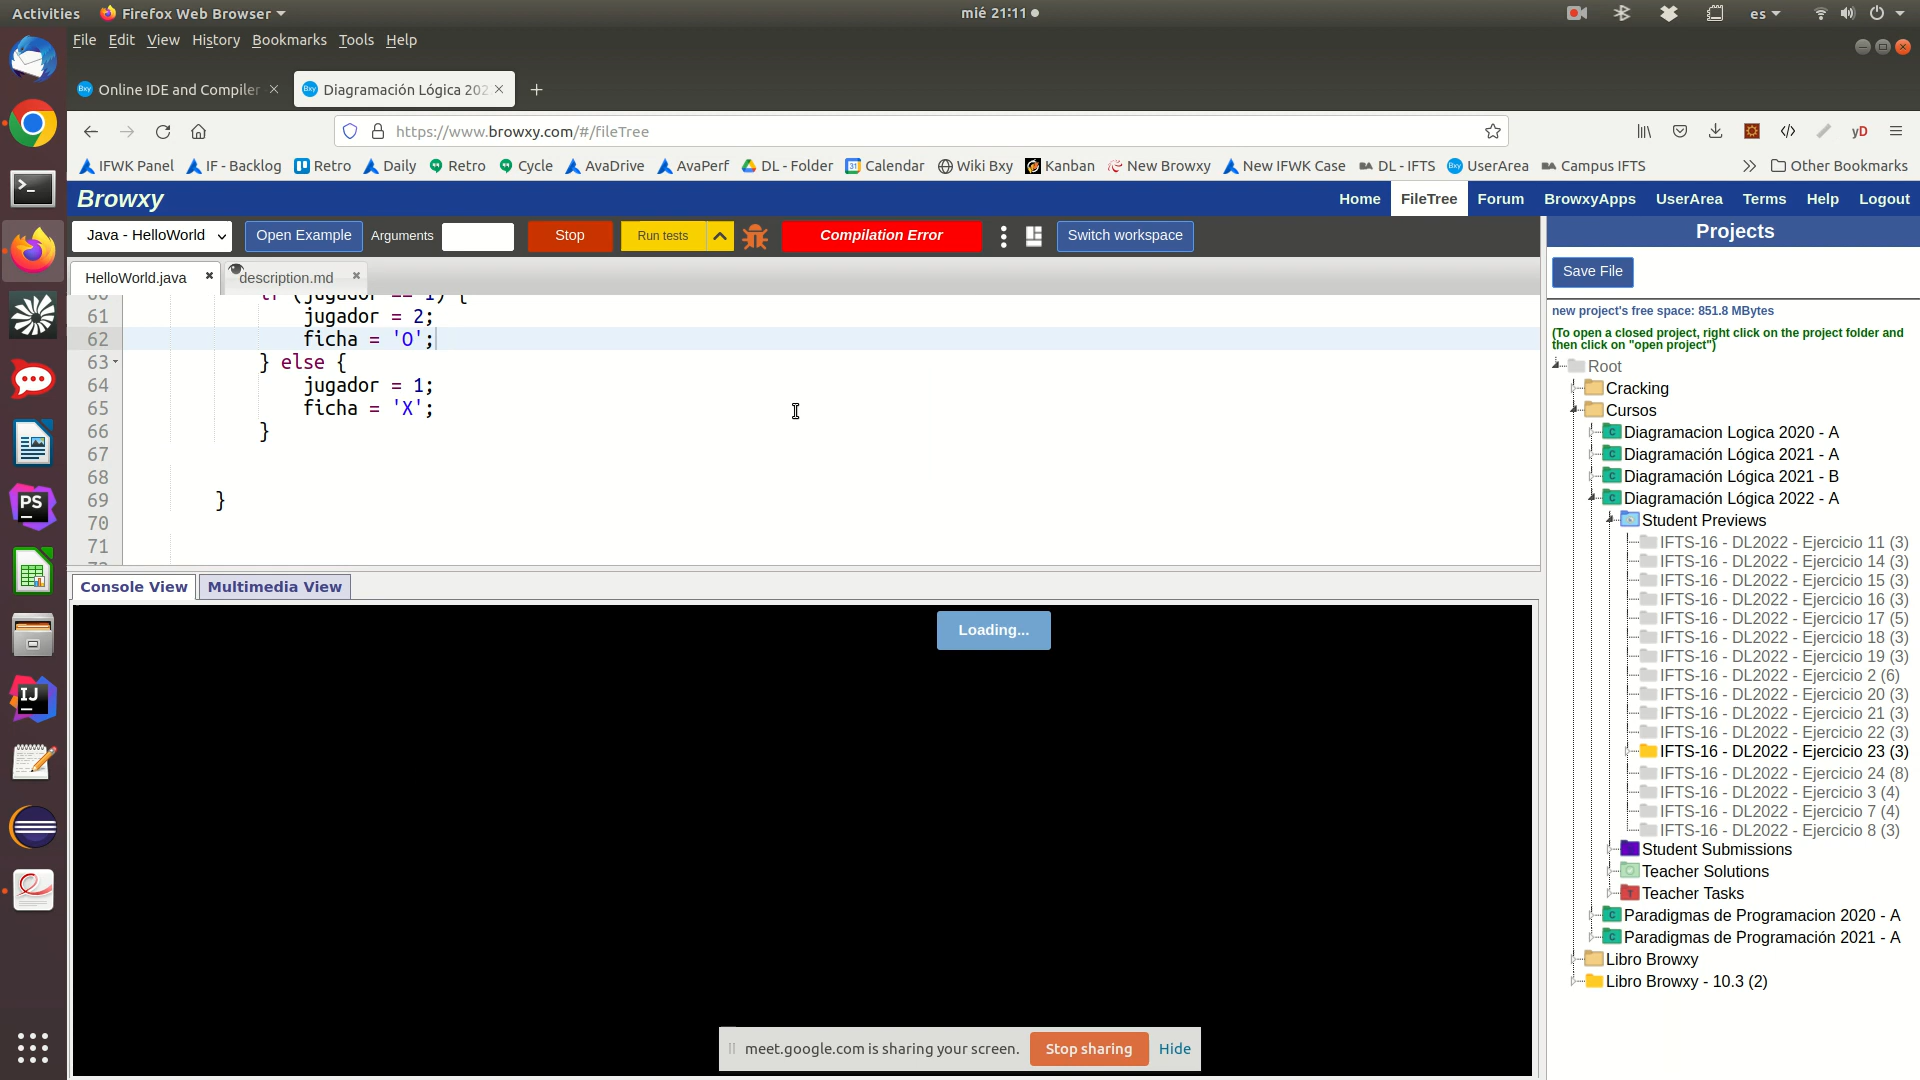 Activities Firefox Web Browser mié 21:11 es
File Edit View History Bookmarks Tools Help
Online IDE and Compiler Diagramación Lógica 202
https://www.browxy.com/#/fileTree
IFWK Panel IF - Backlog Retro Daily Retro Cycle AvaDrive AvaPerf DL - Folder Calendar Wiki Bxy Kanban New Browxy New IFWK Case DL - IFTS UserArea Campus IFTS Other Bookmarks
Browxy Home FileTree Forum BrowxyApps UserArea Terms Help Logout
Java - HelloWorld Open Example Arguments Stop Run tests Compilation Error Switch workspace
HelloWorld.java description.md
60 if (jugador == 1) {
61 jugador = 2;
62 ficha = 'O';
63 } else {
64 jugador = 1;
65 ficha = 'X';
66 }
67
68
69 }
70
71
Console View Multimedia View
Loading...
meet.google.com is sharing your screen. Stop sharing Hide
Projects
Save File
new project's free space: 851.8 MBytes
(To open a closed project, right click on the project folder and
then click on "open project")
Root
Cracking
Cursos
Diagramacion Logica 2020 - A
Diagramación Lógica 2021 - A
Diagramación Lógica 2021 - B
Diagramación Lógica 2022 - A
Student Previews
IFTS-16 - DL2022 - Ejercicio 11 (3)
IFTS-16 - DL2022 - Ejercicio 14 (3)
IFTS-16 - DL2022 - Ejercicio 15 (3)
IFTS-16 - DL2022 - Ejercicio 16 (3)
IFTS-16 - DL2022 - Ejercicio 17 (5)
IFTS-16 - DL2022 - Ejercicio 18 (3)
IFTS-16 - DL2022 - Ejercicio 19 (3)
IFTS-16 - DL2022 - Ejercicio 2 (6)
IFTS-16 - DL2022 - Ejercicio 20 (3)
IFTS-16 - DL2022 - Ejercicio 21 (3)
IFTS-16 - DL2022 - Ejercicio 22 (3)
IFTS-16 - DL2022 - Ejercicio 23 (3)
IFTS-16 - DL2022 - Ejercicio 24 (8)
IFTS-16 - DL2022 - Ejercicio 3 (4)
IFTS-16 - DL2022 - Ejercicio 7 (4)
IFTS-16 - DL2022 - Ejercicio 8 (3)
Student Submissions
Teacher Solutions
Teacher Tasks
Paradigmas de Programacion 2020 - A
Paradigmas de Programación 2021 - A
Libro Browxy
Libro Browxy - 10.3 (2)